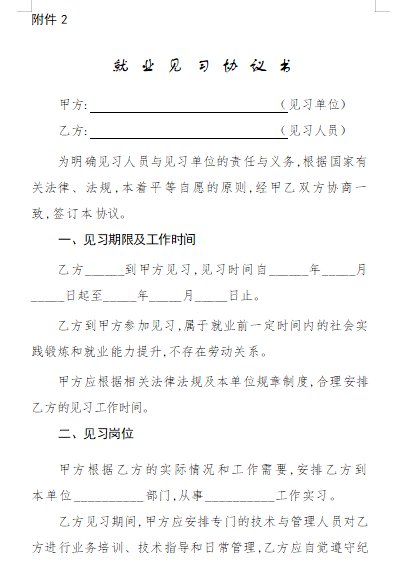 附件 2
就业见习协议书
甲方:____________________（见习单位）
乙方:____________________（见习人员）
为明确见习人员与见习单位的责任与义务,根据国家有
关法律、法规,本着平等自愿的原则,经甲乙双方协商一
致,签订本协议。
一、见习期限及工作时间
乙方______到甲方见习,见习时间自______年_____月
_____日起至_____年_____月_____日止。
乙方到甲方参加见习,属于就业前一定时间内的社会实
践锻炼和就业能力提升,不存在劳动关系。
甲方应根据相关法律法规及本单位规章制度,合理安排
乙方的见习工作时间。
二、见习岗位
甲方根据乙方的实际情况和工作需要,安排乙方到
本单位__________部门,从事__________工作实习。
乙方见习期间,甲方应安排专门的技术与管理人员对乙
方进行业务培训、技术指导和日常管理,乙方应自觉遵守纪